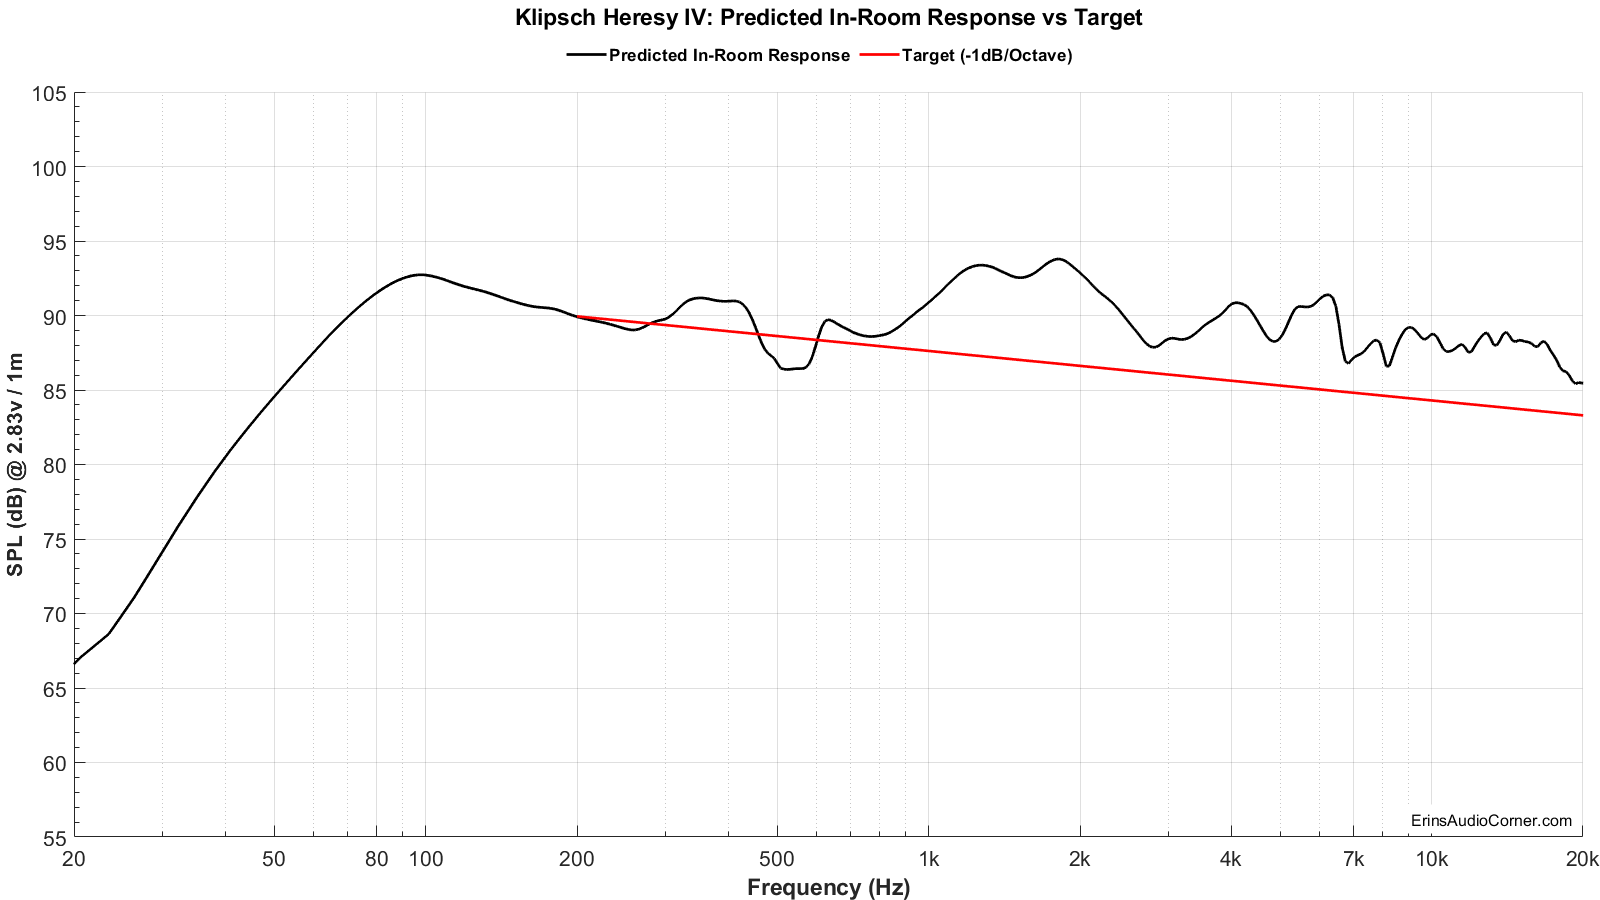 Klipsch Heresy IV: Predicted In-Room Response vs Target
Predicted In-Room Response Target (-1dB/Octave)
105
100
95
90
85
80
75
70
65
60
55
SPL (dB) @ 2.83v / 1m
ErinsAudioCorner.com
20 50 80 100 200 500 1k 2k 4k 7k 10k 20k
Frequency (Hz)